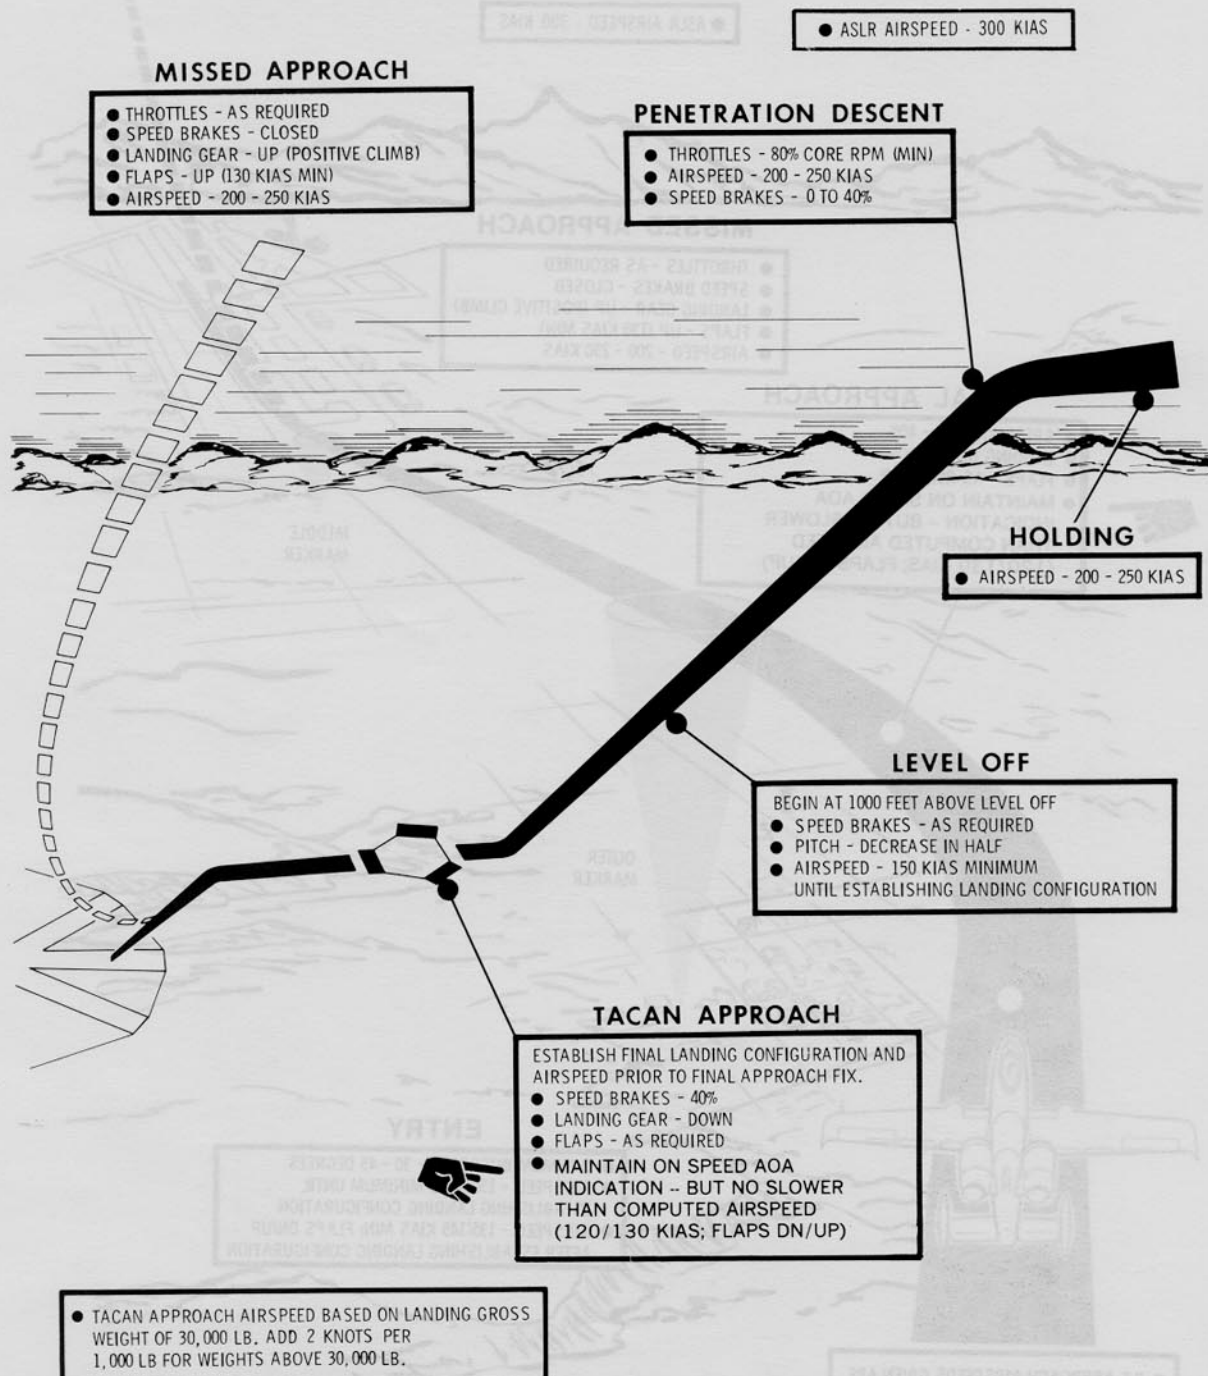 ● ASLR AIRSPEED - 300 KIAS
MISSED APPROACH
● THROTTLES - AS REQUIRED
● SPEED BRAKES - CLOSED
● LANDING GEAR - UP (POSITIVE CLIMB)
● FLAPS - UP (130 KIAS MIN)
● AIRSPEED - 200 - 250 KIAS
PENETRATION DESCENT
● THROTTLES - 80% CORE RPM (MIN)
● AIRSPEED - 200 - 250 KIAS
● SPEED BRAKES - 0 TO 40%
HOLDING
● AIRSPEED - 200 - 250 KIAS
LEVEL OFF
BEGIN AT 1000 FEET ABOVE LEVEL OFF
● SPEED BRAKES - AS REQUIRED
● PITCH - DECREASE IN HALF
● AIRSPEED - 150 KIAS MINIMUM
UNTIL ESTABLISHING LANDING CONFIGURATION
TACAN APPROACH
ESTABLISH FINAL LANDING CONFIGURATION AND
AIRSPEED PRIOR TO FINAL APPROACH FIX.
● SPEED BRAKES - 40%
● LANDING GEAR - DOWN
● FLAPS - AS REQUIRED
● MAINTAIN ON SPEED AOA
INDICATION -- BUT NO SLOWER
THAN COMPUTED AIRSPEED
(120/130 KIAS; FLAPS DN/UP)
● TACAN APPROACH AIRSPEED BASED ON LANDING GROSS
WEIGHT OF 30,000 LB. ADD 2 KNOTS PER
1,000 LB FOR WEIGHTS ABOVE 30,000 LB.